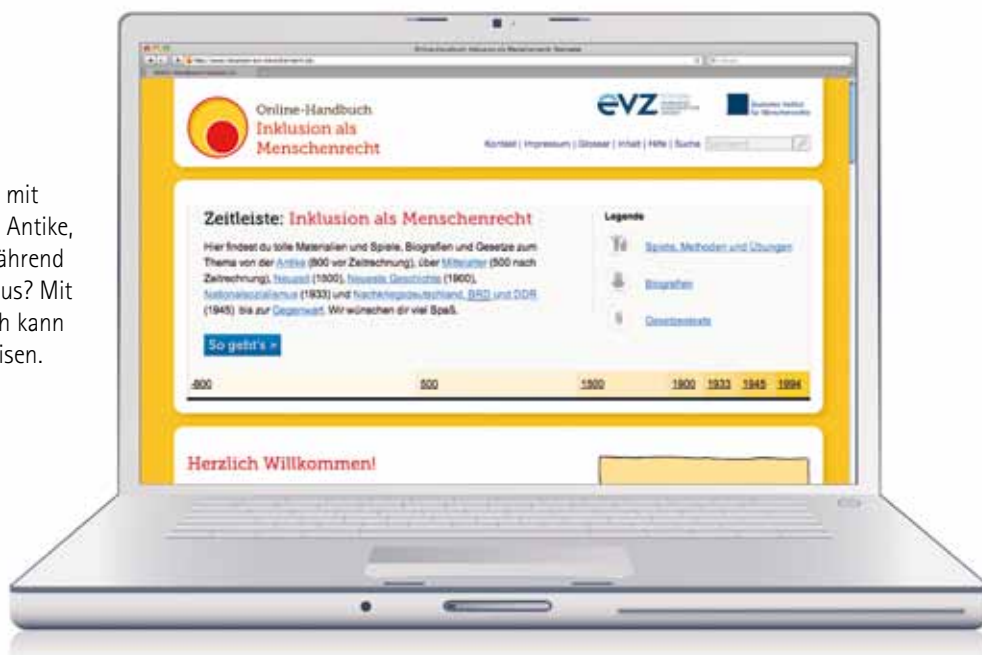 mit
Antike,
ährend
us? Mit
h kann
isen.
Online-Handbuch
Inklusion als
Menschenrecht
evz
Deutsches Institut
für Menschenrechte
Kontakt | Impressum | Glossar | Inhalt | Hilfe | Suche
Zeitleiste: Inklusion als Menschenrecht
Hier findest du tolle Materialien und Spiele, Biografien und Gesetze zum
Thema von der Antike (800 vor Zeitrechnung), über Mittelalter (500 nach
Zeitrechnung), Neuzeit (1500), Neueste Geschichte (1900),
Nationalsozialismus (1933) und Nachkriegsdeutschland, BRD und DDR
(1945) bis zur Gegenwart. Wir wünschen dir viel Spaß.
So geht's »
Legende
Spiele, Methoden und Übungen
Biografien
Gesetzestexte
-800 500 1500 1900 1933 1945 1994
Herzlich Willkommen!